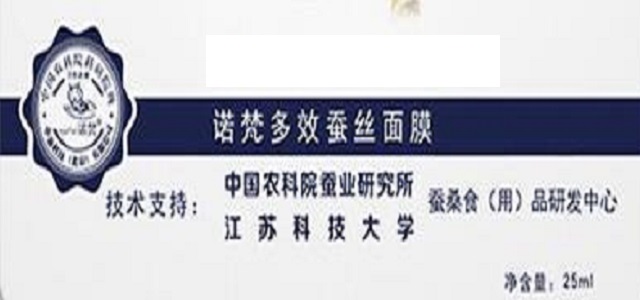 诺梵多效蚕丝面膜
技术支持：
中国农科院蚕业研究所
江苏科技大学
蚕桑食（用）品研发中心
净含量：25ml